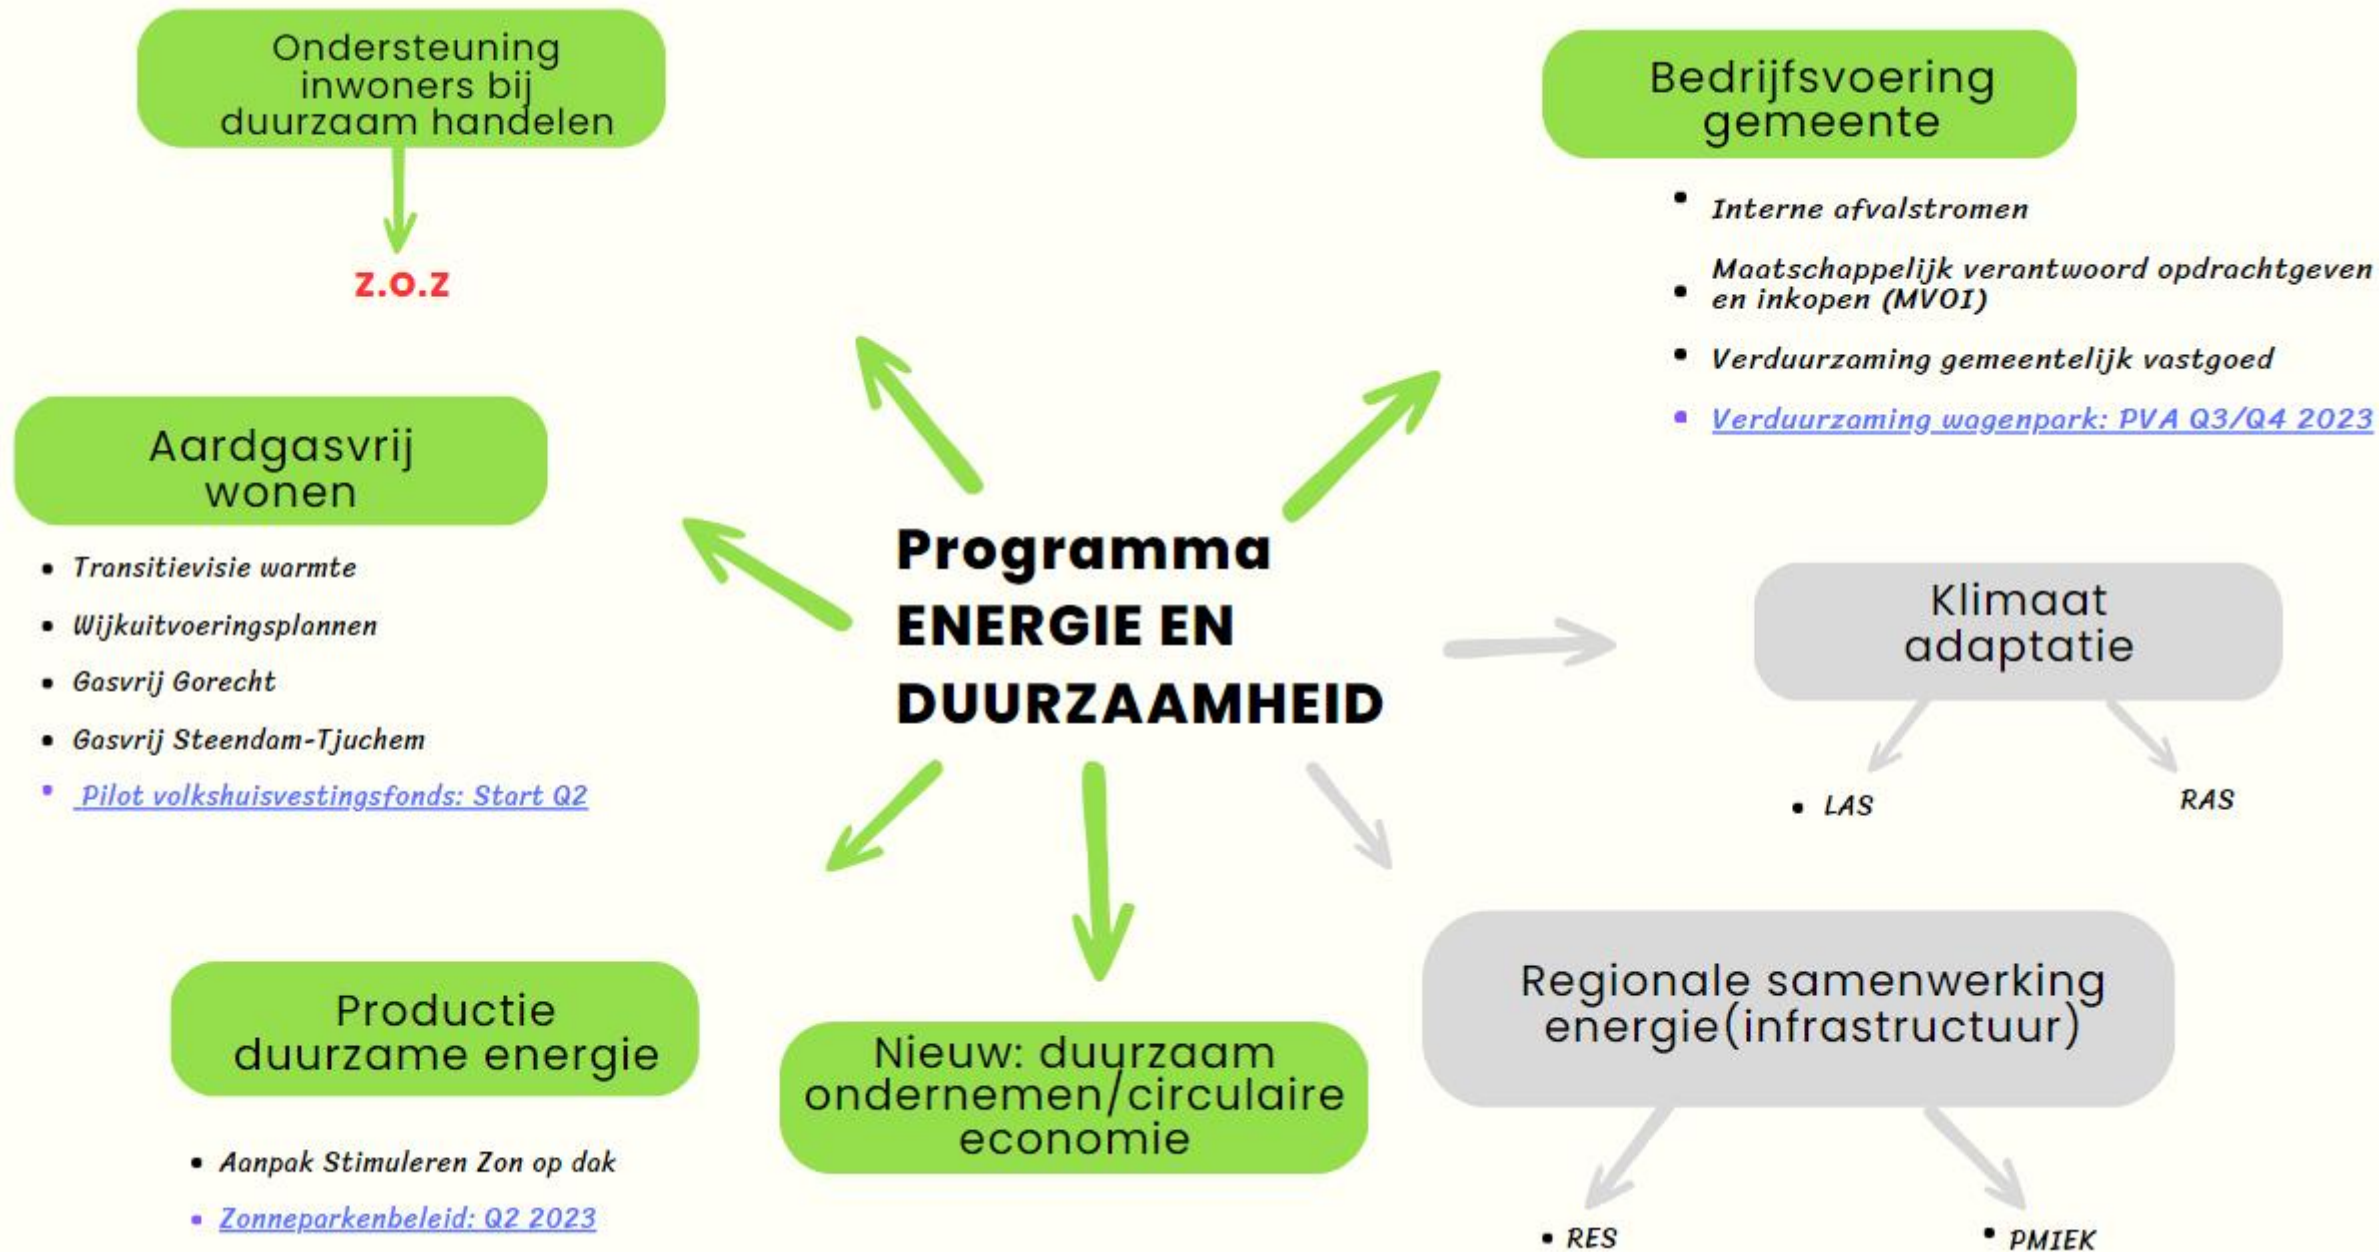 Ondersteuning
inwoners bij
duurzaam handelen
z.o.z
Bedrijfsvoering
gemeente
• Interne afvalstromen
• Maatschappelijk verantwoord opdrachtgeven
en inkopen (MVOI)
• Verduurzaming gemeentelijk vastgoed
• Verduurzaming wagenpark: PVA Q3/Q4 2023
Aardgasvrij
wonen
• Transitievisie warmte
• Wijkuitvoeringsplannen
• Gasvrij Gorecht
• Gasvrij Steendam-Tjuchem
• Pilot volkshuisvestingsfonds: Start Q2
Programma
ENERGIE EN
DUURZAAMHEID
Klimaat
adaptatie
• LAS
RAS
Productie
duurzame energie
• Aanpak Stimuleren Zon op dak
• Zonneparkenbeleid: Q2 2023
Nieuw: duurzaam
ondernemen/circulaire
economie
Regionale samenwerking
energie(infrastructuur)
• RES
• PMIEK